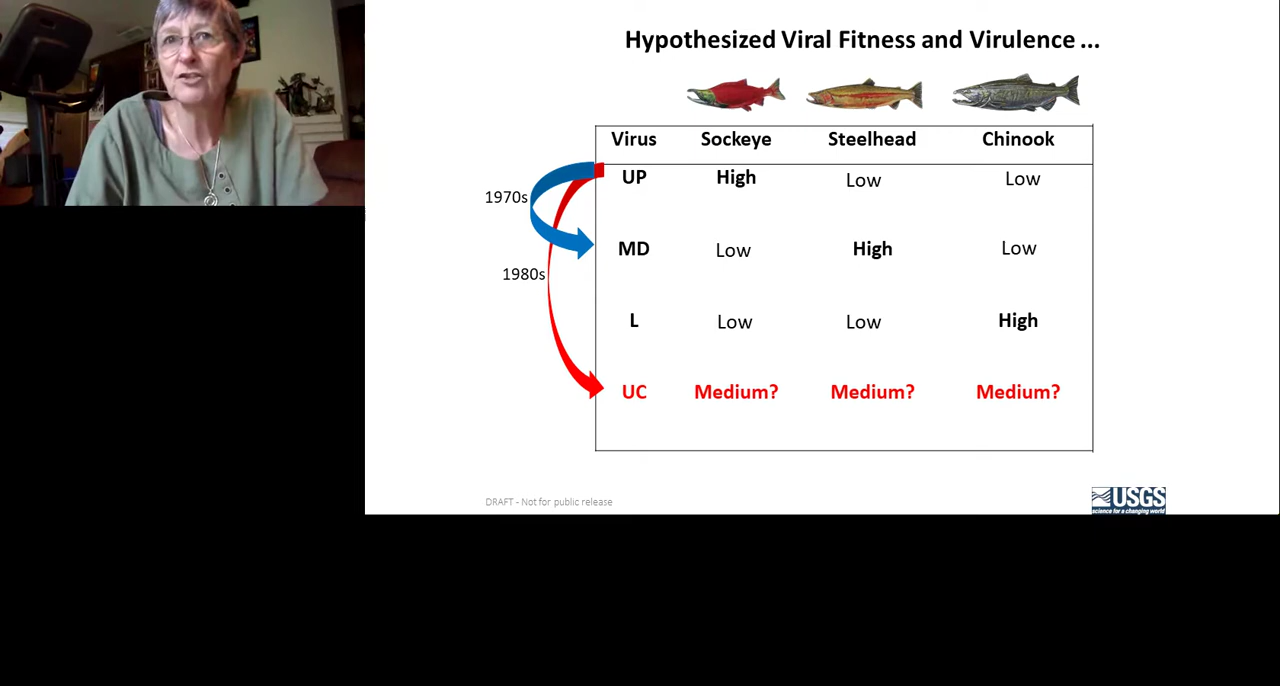 Hypothesized Viral Fitness and Virulence ...
Virus Sockeye Steelhead Chinook
1970s
UP High Low Low
MD Low High Low
1980s
L Low Low High
UC Medium? Medium? Medium?
DRAFT - Not for public release
USGS
science for a changing world